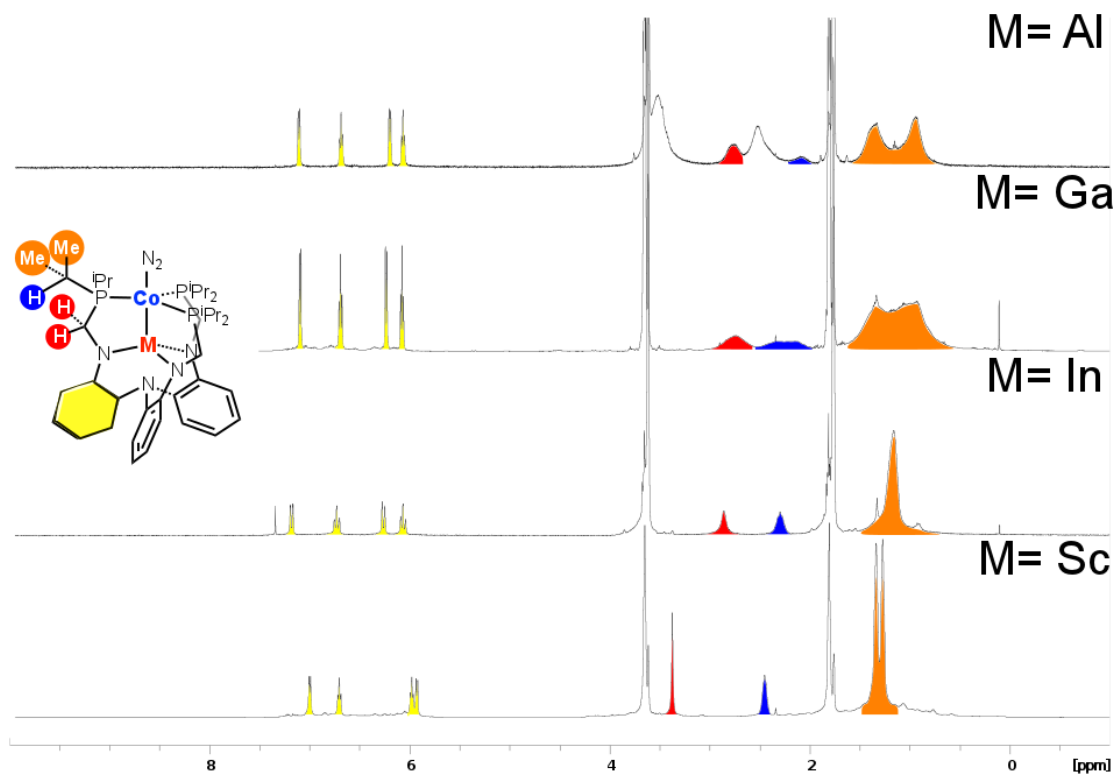 M= Al
M= Ga
M= In
M= Sc
Me Me
N₂
H
iPr
P Co PiPr₂
PiPr₂
H
H
N M N
N
N
8 6 4 2 0 [ppm]